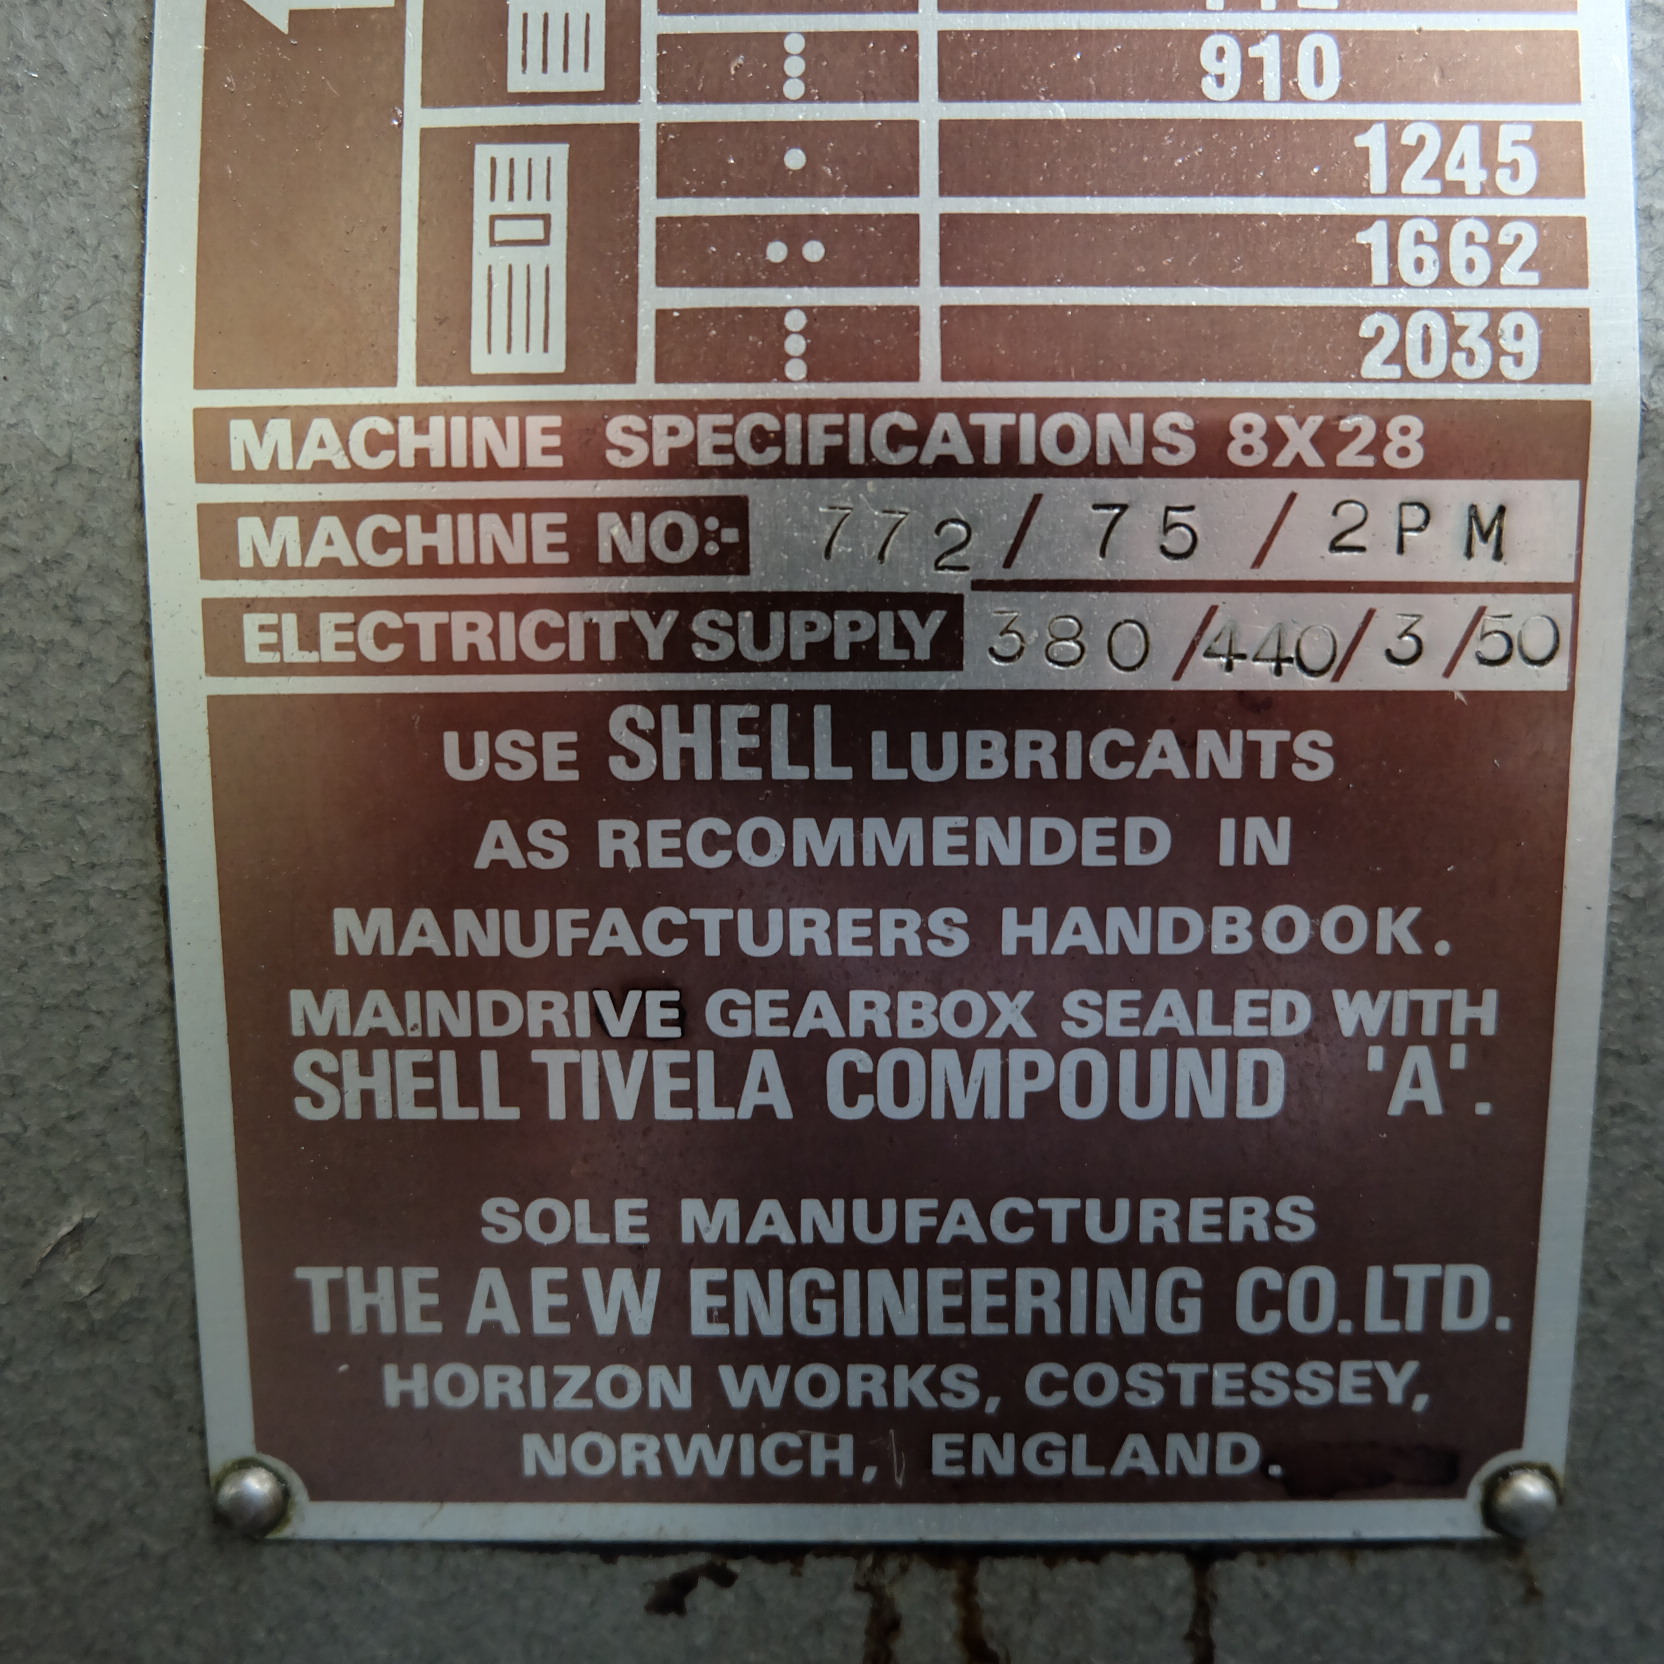 910
1245
1662
2039
MACHINE SPECIFICATIONS 8X28
MACHINE NO:- 772/75/2PM
ELECTRICITY SUPPLY 380/440/3/50
USE SHELL LUBRICANTS
AS RECOMMENDED IN
MANUFACTURERS HANDBOOK.
MAINDRIVE GEARBOX SEALED WITH
SHELL TIVELA COMPOUND 'A'.
SOLE MANUFACTURERS
THE AEW ENGINEERING CO.LTD.
HORIZON WORKS, COSTESSEY,
NORWICH, ENGLAND.